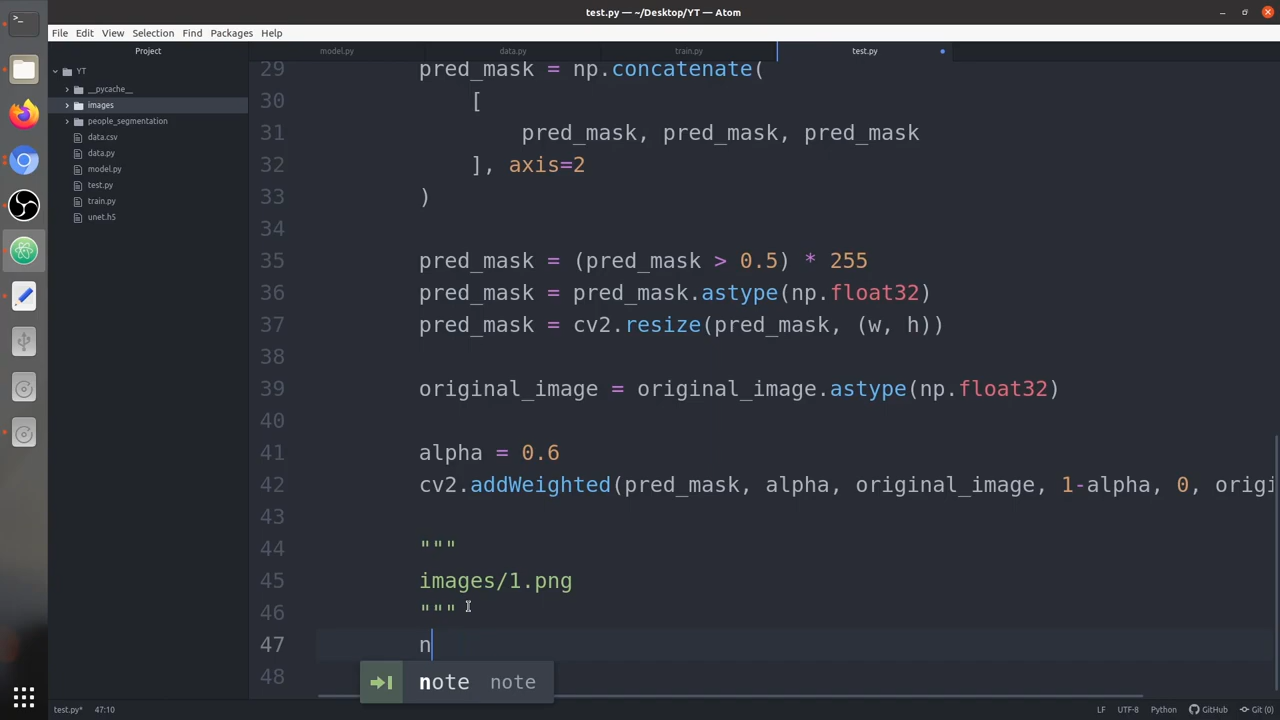 test.py — ~/Desktop/YT — Atom
File Edit View Selection Find Packages Help
Project
model.py data.py train.py test.py
YT
__pycache__
images
people_segmentation
data.csv
data.py
model.py
test.py
train.py
unet.h5
29 pred_mask = np.concatenate(
30 [
31 pred_mask, pred_mask, pred_mask
32 ], axis=2
33 )
34
35 pred_mask = (pred_mask > 0.5) * 255
36 pred_mask = pred_mask.astype(np.float32)
37 pred_mask = cv2.resize(pred_mask, (w, h))
38
39 original_image = original_image.astype(np.float32)
40
41 alpha = 0.6
42 cv2.addWeighted(pred_mask, alpha, original_image, 1-alpha, 0, origi
43
44 """
45 images/1.png
46 """
47 n
48
note note
test.py* 47:10 LF UTF-8 Python GitHub Git (0)